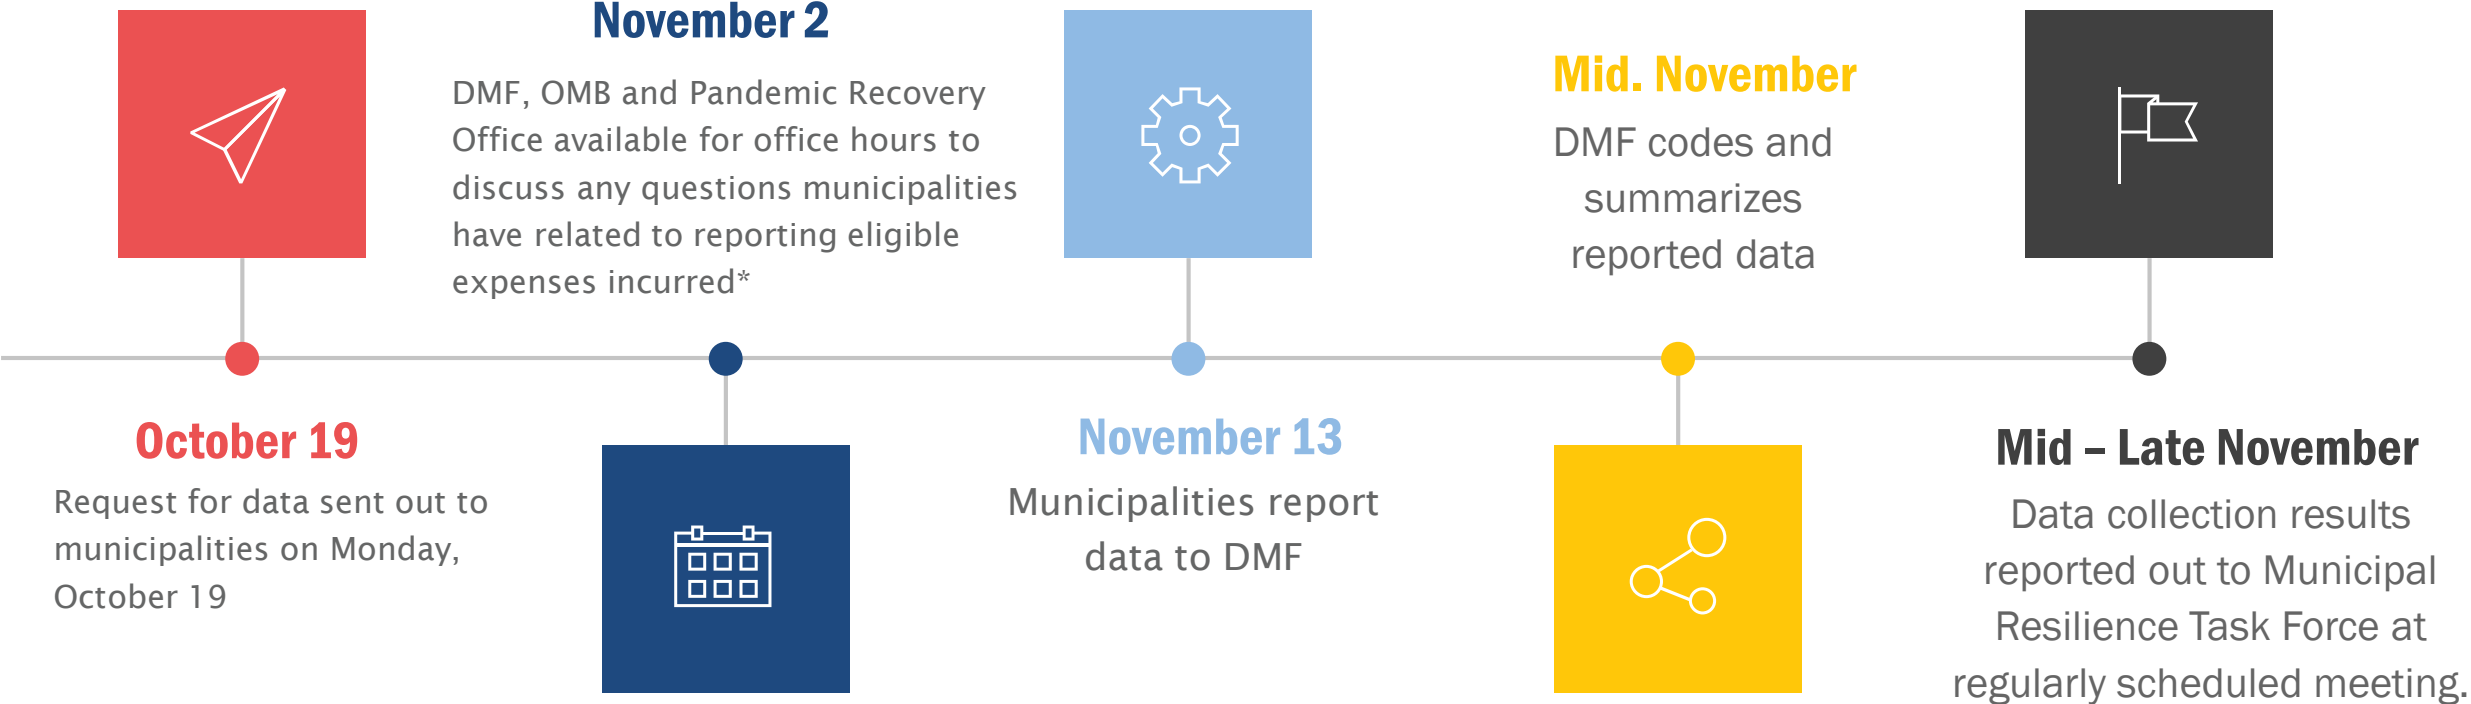 October 19
Request for data sent out to
municipalities on Monday,
October 19
November 2
DMF, OMB and Pandemic Recovery
Office available for office hours to
discuss any questions municipalities
have related to reporting eligible
expenses incurred*
November 13
Municipalities report
data to DMF
Mid. November
DMF codes and
summarizes
reported data
Mid – Late November
Data collection results
reported out to Municipal
Resilience Task Force at
regularly scheduled meeting.